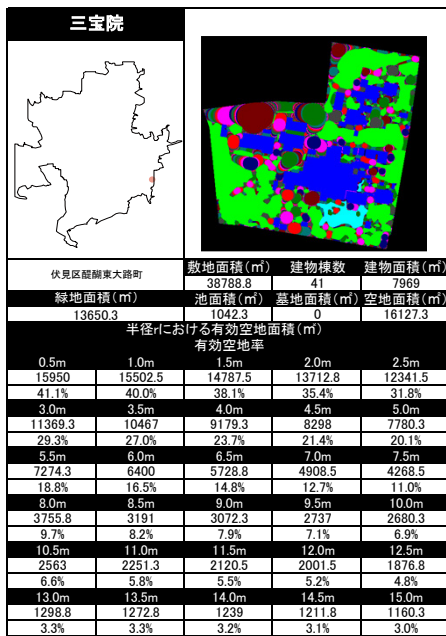 三宝院
伏見区醍醐東大路町
敷地面積(㎡) 建物棟数 建物面積(㎡)
38788.8 41 7969
緑地面積(㎡) 池面積(㎡) 墓地面積(㎡) 空地面積(㎡)
13650.3 1042.3 0 16127.3
半径rにおける有効空地面積(㎡)
有効空地率
0.5m 1.0m 1.5m 2.0m 2.5m
15950 15502.5 14787.5 13712.8 12341.5
41.1% 40.0% 38.1% 35.4% 31.8%
3.0m 3.5m 4.0m 4.5m 5.0m
11369.3 10467 9179.3 8298 7780.3
29.3% 27.0% 23.7% 21.4% 20.1%
5.5m 6.0m 6.5m 7.0m 7.5m
7274.3 6400 5728.8 4908.5 4268.5
18.8% 16.5% 14.8% 12.7% 11.0%
8.0m 8.5m 9.0m 9.5m 10.0m
3755.8 3191 3072.3 2737 2680.3
9.7% 8.2% 7.9% 7.1% 6.9%
10.5m 11.0m 11.5m 12.0m 12.5m
2563 2251.3 2120.5 2001.5 1876.8
6.6% 5.8% 5.5% 5.2% 4.8%
13.0m 13.5m 14.0m 14.5m 15.0m
1298.8 1272.8 1239 1211.8 1160.3
3.3% 3.3% 3.2% 3.1% 3.0%